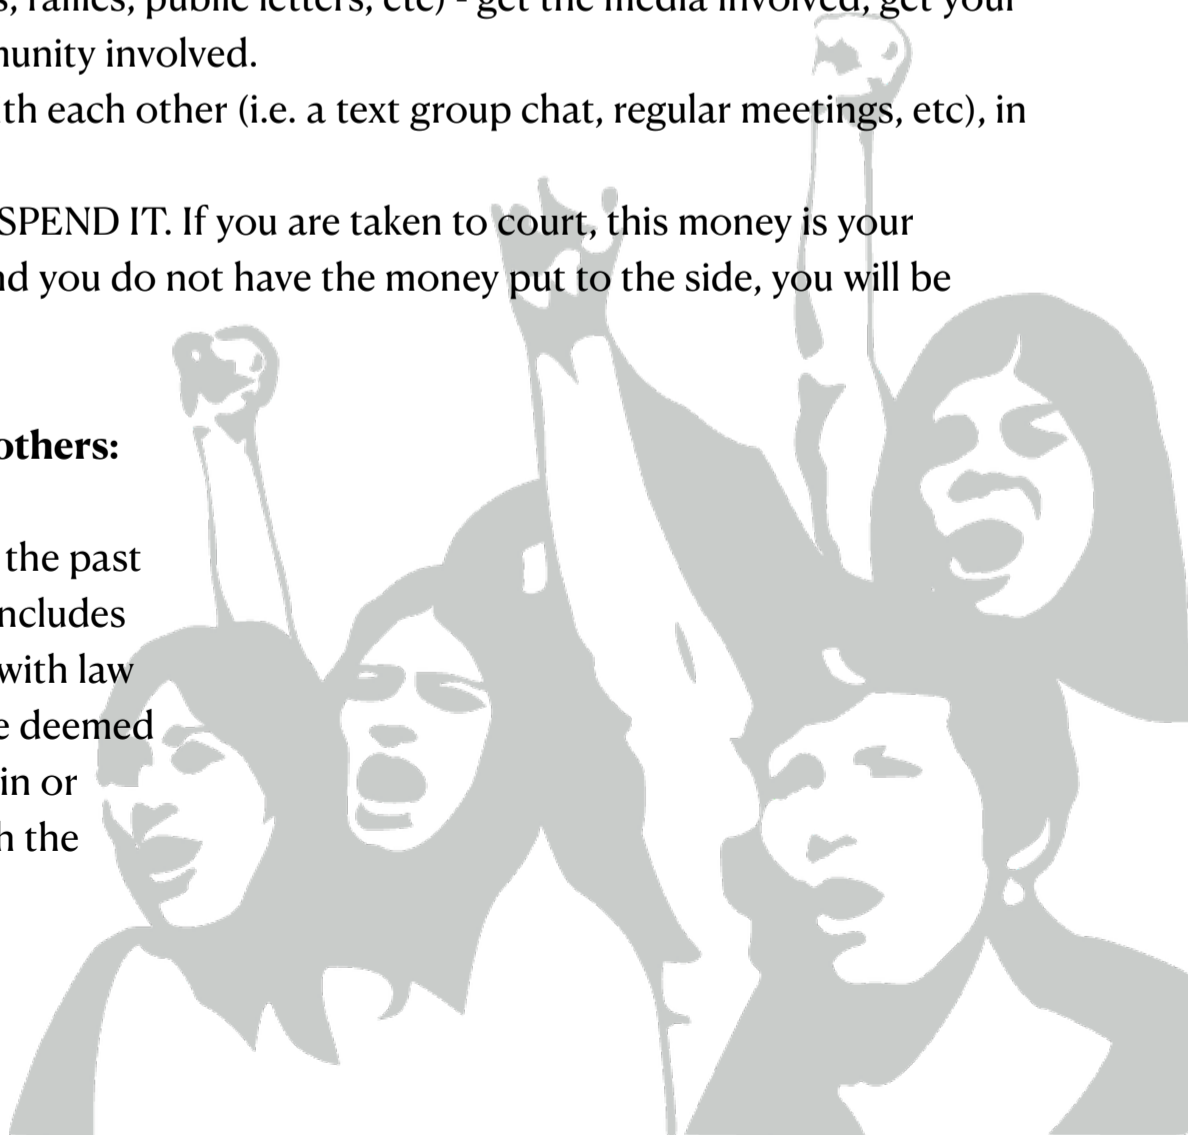 s, rallies, public letters, etc) - get the media involved, get your
nunity involved.
th each other (i.e. a text group chat, regular meetings, etc), in
SPEND IT. If you are taken to court, this money is your
nd you do not have the money put to the side, you will be
others:
the past
ncludes
with law
e deemed
in or
h the